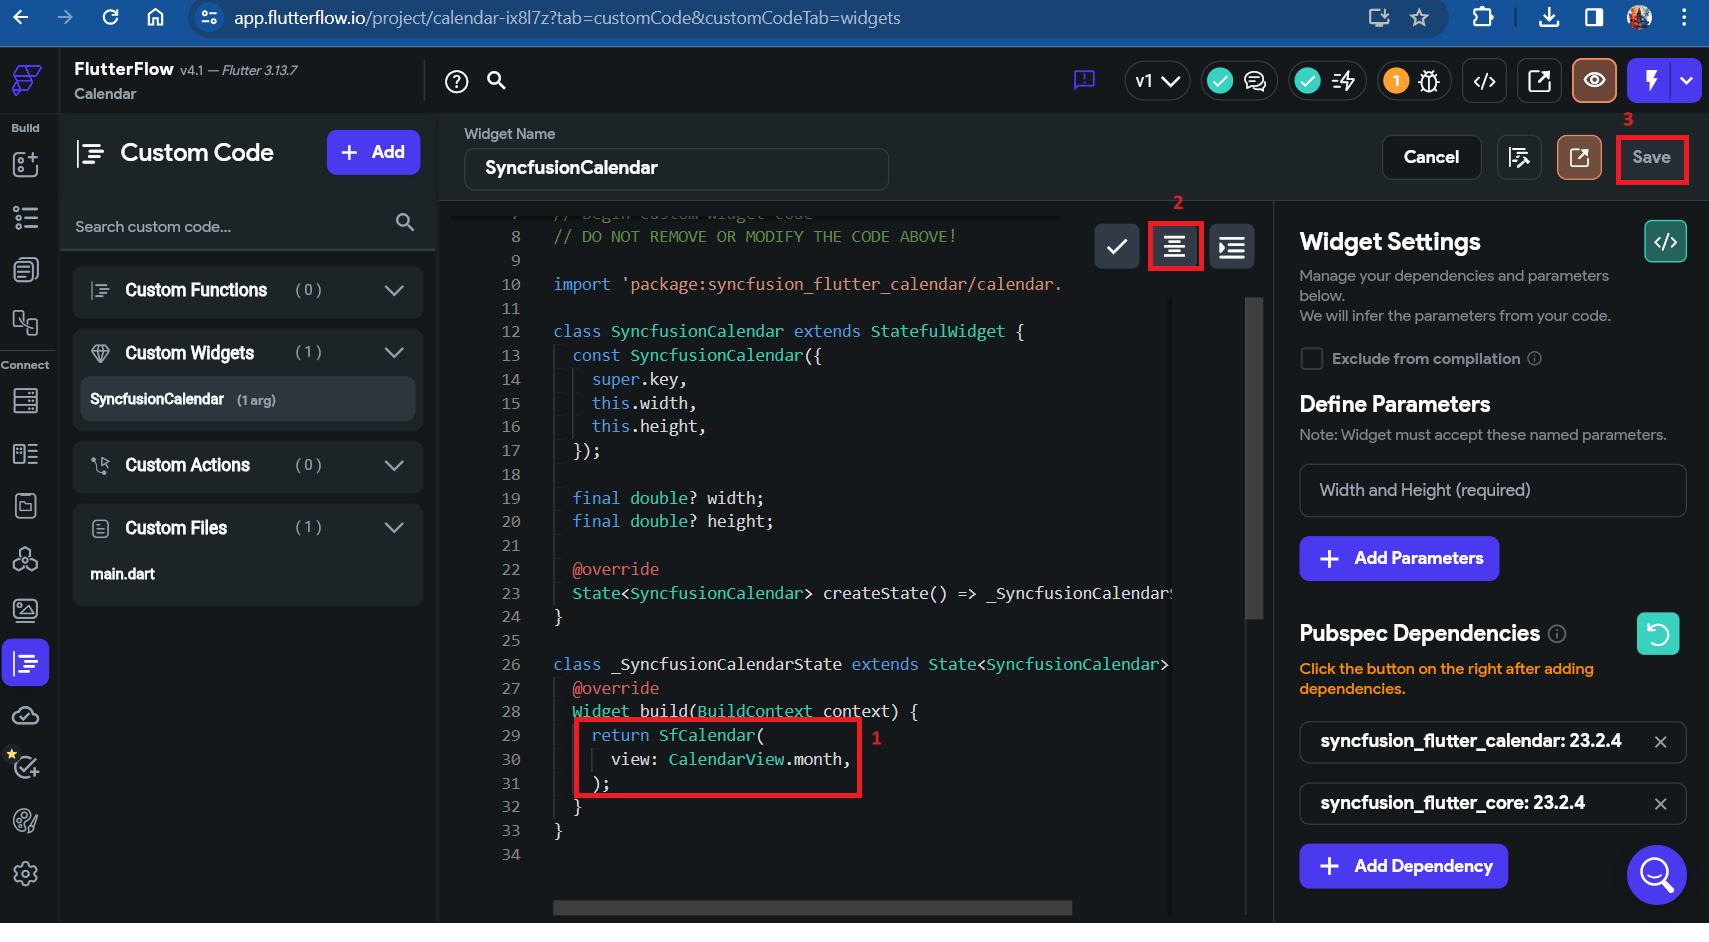 app.flutterflow.io/project/calendar-ix8l7z?tab=customCode&customCodeTab=widgets
FlutterFlow v4.1 — Flutter 3.13.7
Calendar
v1
1
Build
Connect
Custom Code
Add
Search custom code...
Custom Functions ( 0 )
Custom Widgets ( 1 )
SyncfusionCalendar (1 arg)
Custom Actions ( 0 )
Custom Files ( 1 )
main.dart
Widget Name
SyncfusionCalendar
Cancel
3
Save
2
7 // Begin custom widget code
8 // DO NOT REMOVE OR MODIFY THE CODE ABOVE!
9
10 import 'package:syncfusion_flutter_calendar/calendar.
11
12 class SyncfusionCalendar extends StatefulWidget {
13 const SyncfusionCalendar({
14 super.key,
15 this.width,
16 this.height,
17 });
18
19 final double? width;
20 final double? height;
21
22 @override
23 State<SyncfusionCalendar> createState() => _SyncfusionCalendarS
24 }
25
26 class _SyncfusionCalendarState extends State<SyncfusionCalendar>
27 @override
28 Widget build(BuildContext context) {
29 return SfCalendar(
1
30 view: CalendarView.month,
31 );
32 }
33 }
34
Widget Settings
Manage your dependencies and parameters
below.
We will infer the parameters from your code.
Exclude from compilation
Define Parameters
Note: Widget must accept these named parameters.
Width and Height (required)
Add Parameters
Pubspec Dependencies
Click the button on the right after adding
dependencies.
syncfusion_flutter_calendar: 23.2.4
syncfusion_flutter_core: 23.2.4
Add Dependency